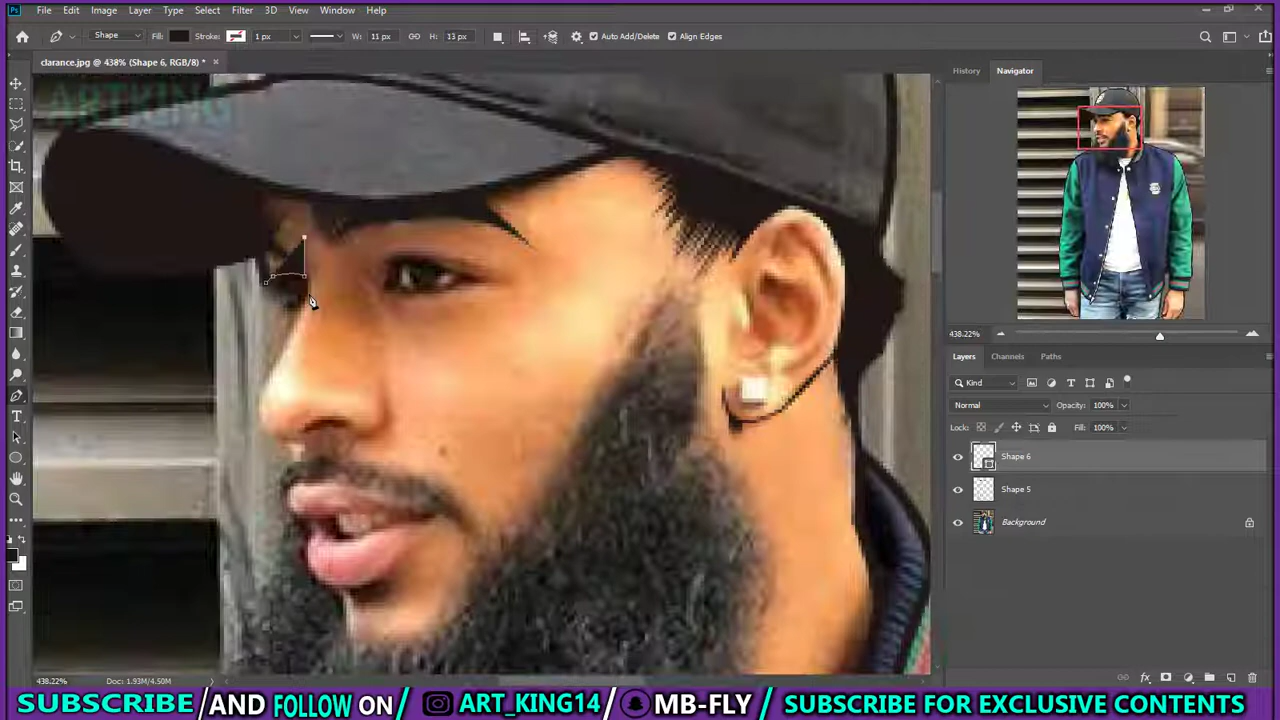 File Edit Image Layer Type Select Filter 3D View Window Help
Shape Fill: Stroke: 1 px W: 11 px H: 13 px Auto Add/Delete Align Edges
clarance.jpg @ 438% (Shape 6, RGB/8) * ×
History Navigator
ARTKING
438.22%
Layers Channels Paths
Kind
Normal Opacity: 100%
Lock: Fill: 100%
Shape 6
Shape 5
Background
438.22% Doc: 1.93M/4.50M
SUBSCRIBE/AND FOLLOW ON/ ART_KING14/ MB-FLY / SUBSCRIBE FOR EXCLUSIVE CONTENTS